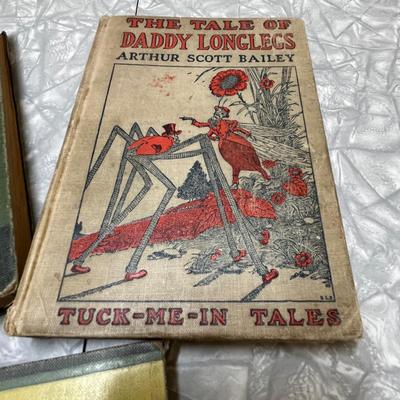 THE TALE OF
DADDY LONGLEGS
ARTHUR SCOTT BAILEY
TUCK-ME-IN TALES